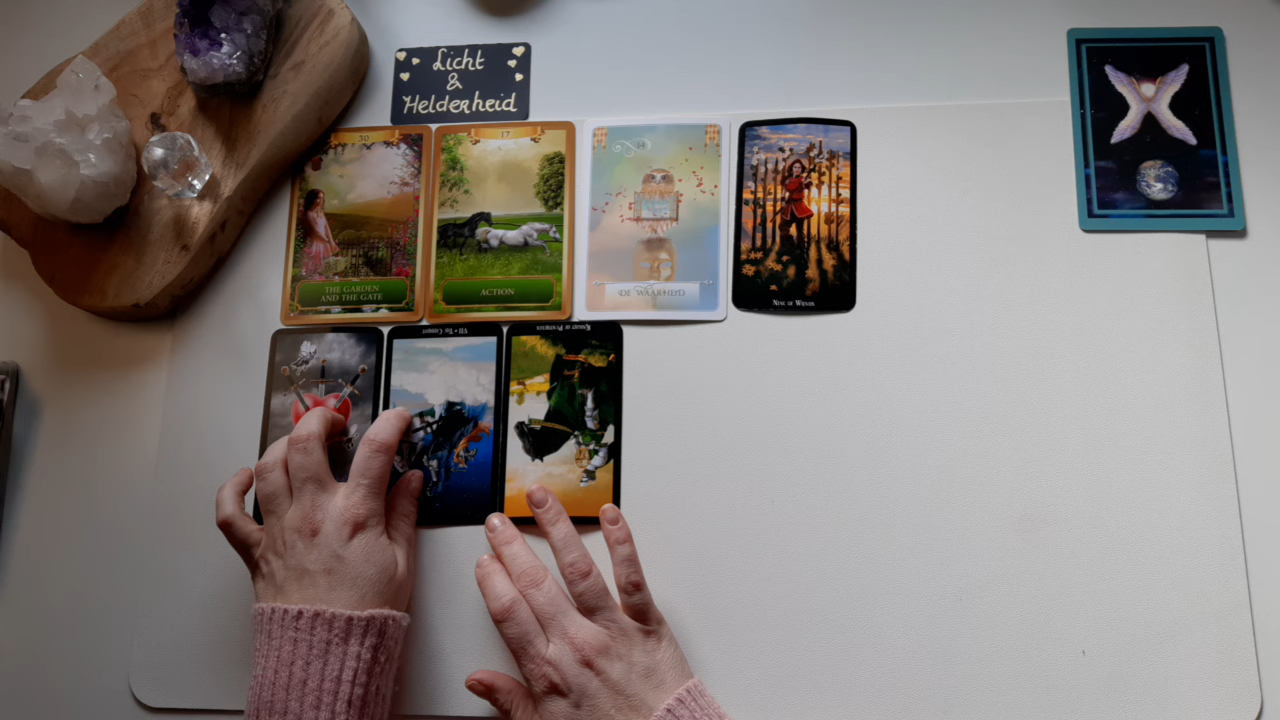 Licht
&
Helderheid
30
17
14
THE GARDEN
AND THE GATE
ACTION
DE WAARHEID
NINE OF WANDS
VII • THE CHARIOT
KNIGHT OF PENTACLES